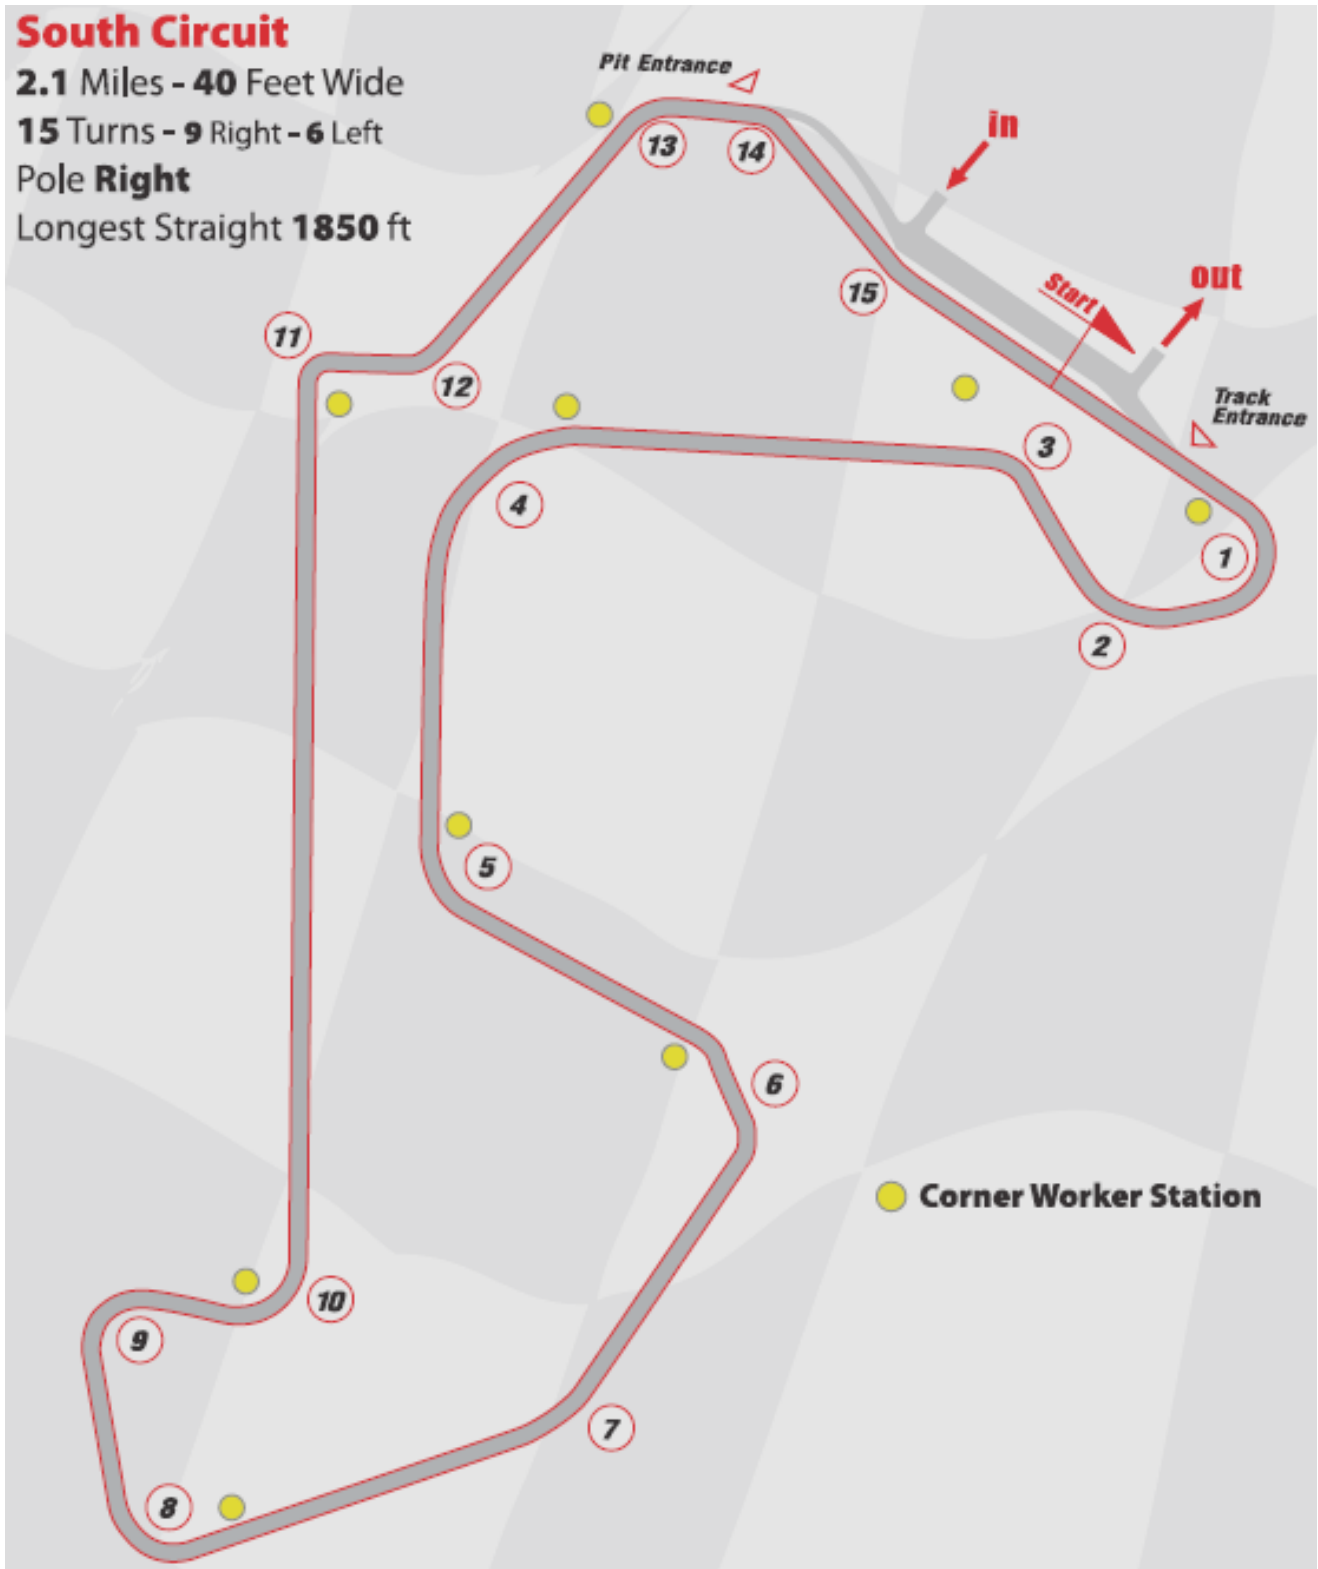 South Circuit
2.1 Miles - 40 Feet Wide
15 Turns - 9 Right - 6 Left
Pole Right
Longest Straight 1850 ft
Pit Entrance
in
13
14
15
Start
out
11
12
Track
Entrance
3
4
1
2
5
6
Corner Worker Station
10
9
7
8